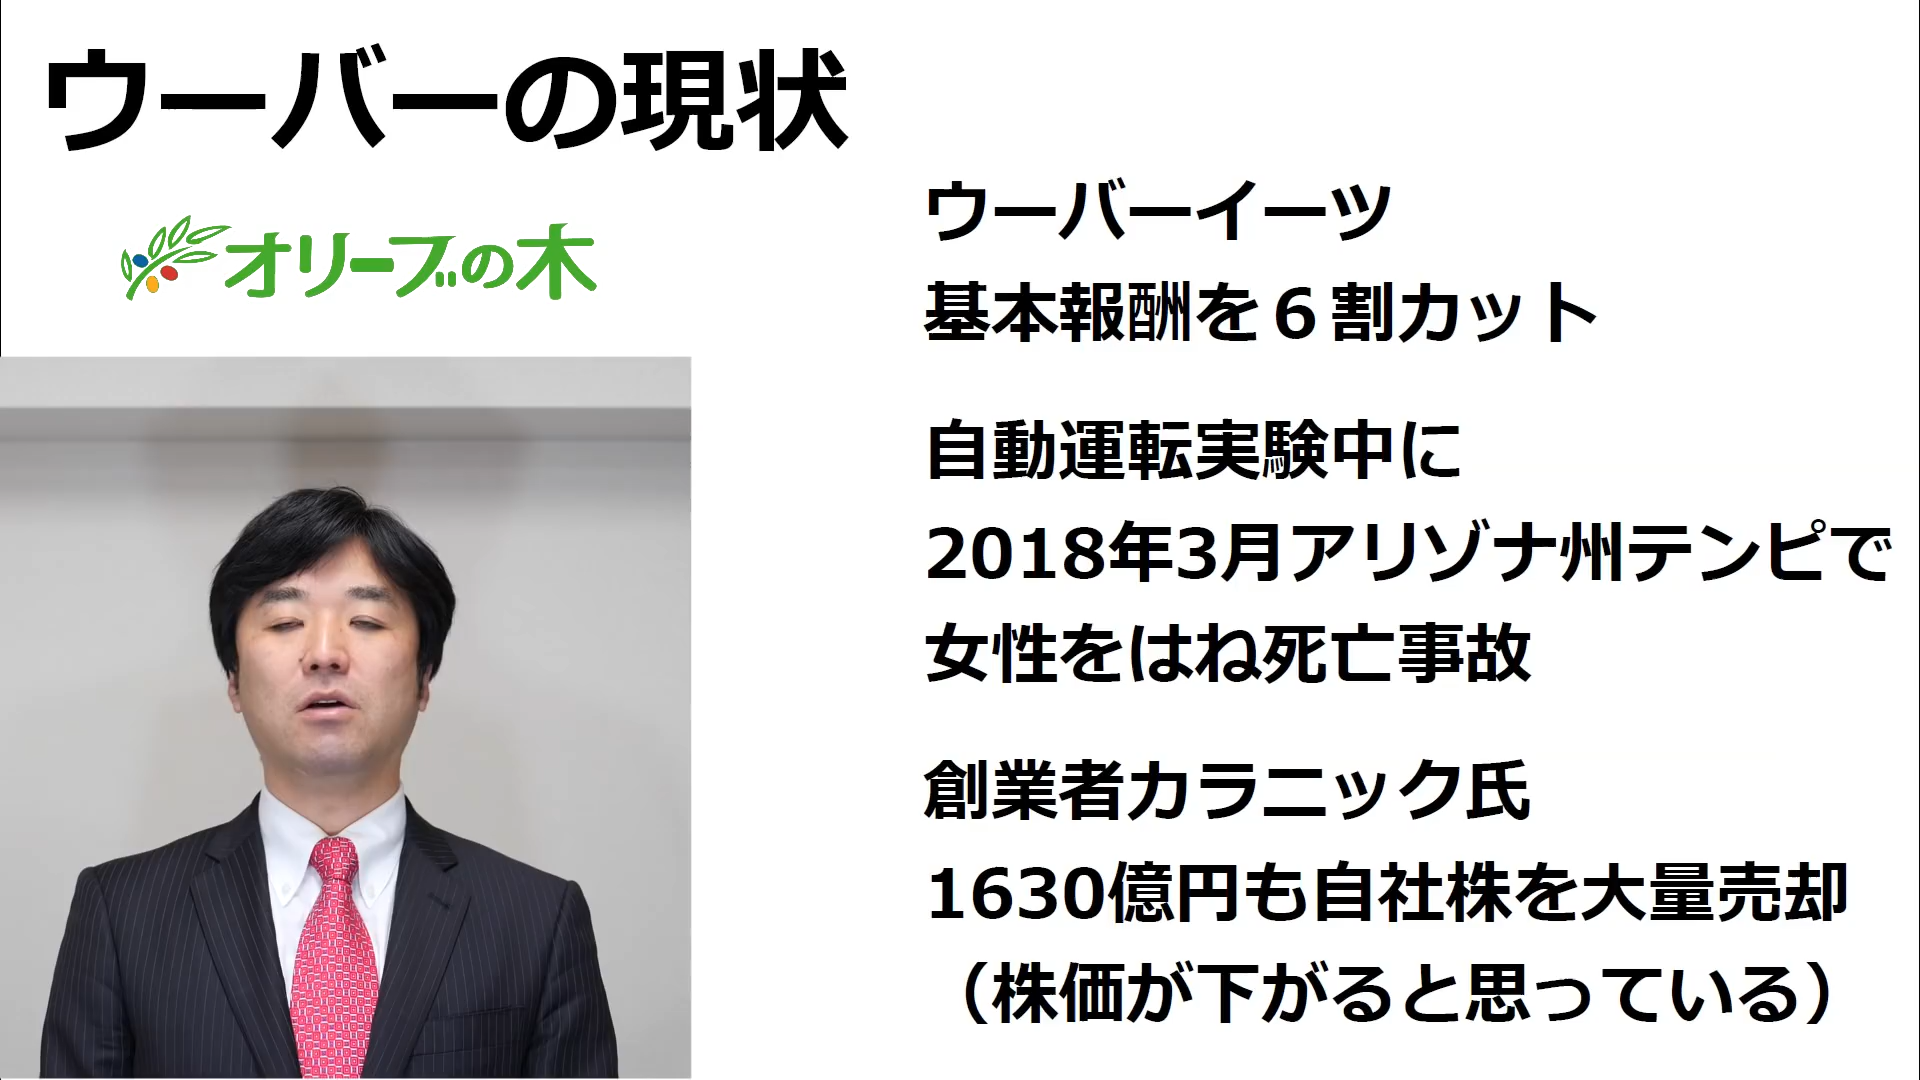 ウーバーの現状
オリーブの木
ウーバーイーツ
基本報酬を６割カット
自動運転実験中に
2018年3月アリゾナ州テンピで
女性をはね死亡事故
創業者カラニック氏
1630億円も自社株を大量売却
（株価が下がると思っている）